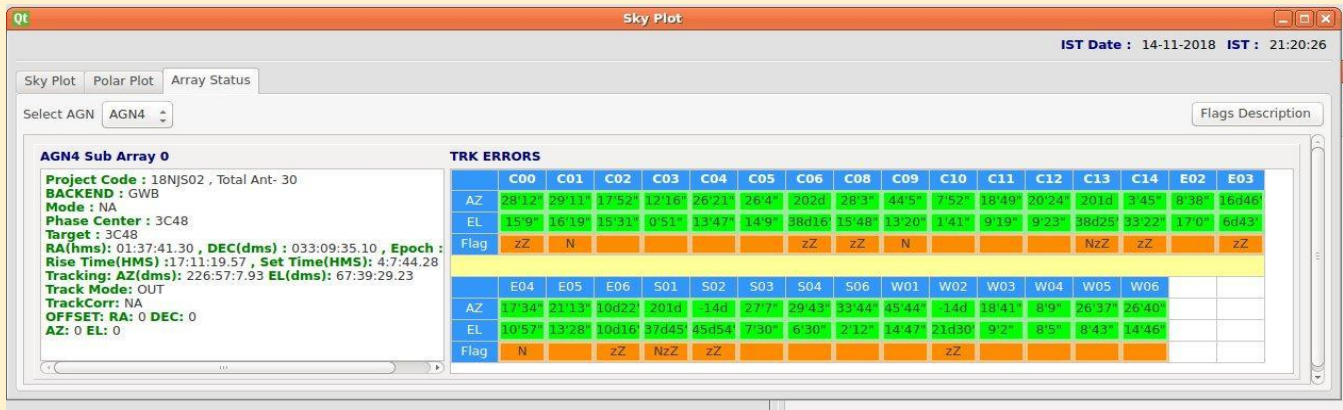 Qt Sky Plot
IST Date : 14-11-2018 IST : 21:20:26
Sky Plot Polar Plot Array Status
Select AGN AGN4 Flags Description
AGN4 Sub Array 0
Project Code : 18NJS02 , Total Ant- 30
BACKEND : GWB
Mode : NA
Phase Center : 3C48
Target : 3C48
RA(hms): 01:37:41.30 , DEC(dms) : 033:09:35.10 , Epoch :
Rise Time(HMS) :17:11:19.57 , Set Time(HMS): 4:7:44.28
Tracking: AZ(dms): 226:57:7.93 EL(dms): 67:39:29.23
Track Mode: OUT
TrackCorr: NA
OFFSET: RA: 0 DEC: 0
AZ: 0 EL: 0
TRK ERRORS
C00 C01 C02 C03 C04 C05 C06 C08 C09 C10 C11 C12 C13 C14 E02 E03
AZ 28'12" 29'11" 17'52" 12'16" 26'21" 26'4" 202d 28'3" 44'5" 7'52" 18'49" 20'24" 201d 3'45" 8'38" 16d46'
EL 15'9" 16'19" 15'31" 0'51" 13'47" 14'9" 38d16' 15'48" 13'20" 1'41" 9'19" 9'23" 38d25' 33'22" 17'0" 6d43'
Flag zZ N zZ zZ N NzZ zZ zZ
E04 E05 E06 S01 S02 S03 S04 S06 W01 W02 W03 W04 W05 W06
AZ 17'34" 21'13" 10d22' 201d -14d 27'7" 29'43" 33'44" 45'44" -14d 18'41" 8'9" 26'37" 26'40"
EL 10'57" 13'28" 10d16' 37d45' 45d54' 7'30" 6'30" 2'12" 14'47" 21d30' 9'2" 8'5" 8'43" 14'46"
Flag N zZ NzZ zZ zZ